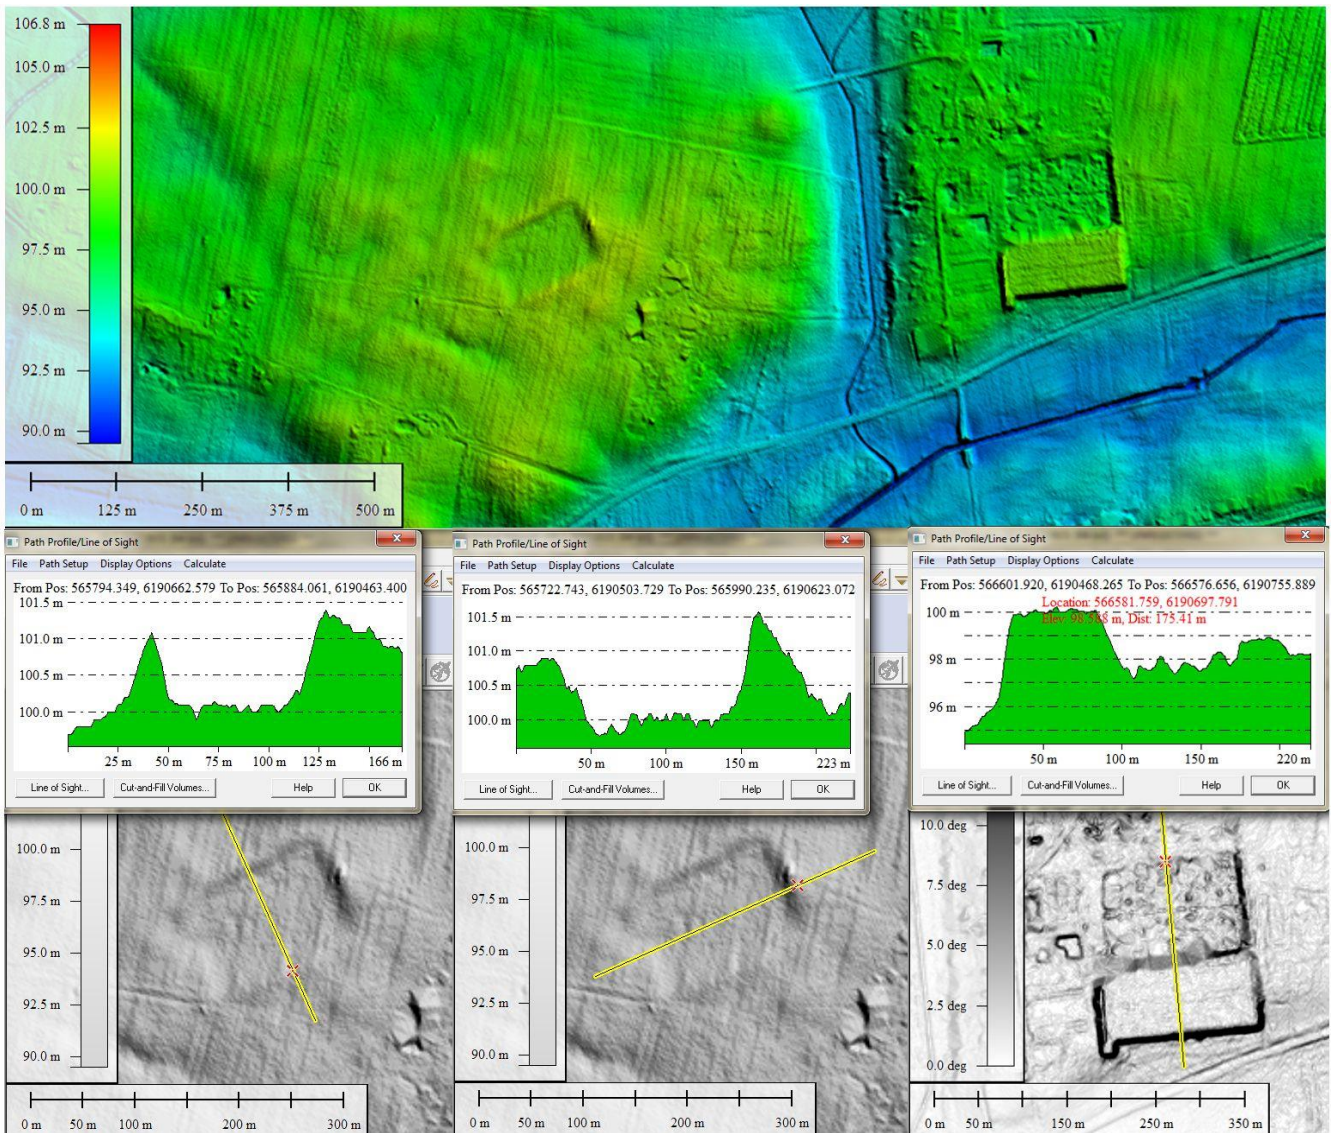 106.8 m
105.0 m
102.5 m
100.0 m
97.5 m
95.0 m
92.5 m
90.0 m
0 m 125 m 250 m 375 m 500 m
Path Profile/Line of Sight
File Path Setup Display Options Calculate
From Pos: 565794.349, 6190662.579 To Pos: 565884.061, 6190463.400
101.5 m
101.0 m
100.5 m
100.0 m
25 m 50 m 75 m 100 m 125 m 166 m
Line of Sight... Cut-and-Fill Volumes... Help OK
Path Profile/Line of Sight
File Path Setup Display Options Calculate
From Pos: 565722.743, 6190503.729 To Pos: 565990.235, 6190623.072
101.5 m
101.0 m
100.5 m
100.0 m
50 m 100 m 150 m 223 m
Line of Sight... Cut-and-Fill Volumes... Help OK
Path Profile/Line of Sight
File Path Setup Display Options Calculate
From Pos: 566601.920, 6190468.265 To Pos: 566576.656, 6190755.889
Location: 566581.759, 6190697.791
Elev: 98.588 m, Dist: 175.41 m
100 m
98 m
96 m
50 m 100 m 150 m 220 m
Line of Sight... Cut-and-Fill Volumes... Help OK
100.0 m
97.5 m
95.0 m
92.5 m
90.0 m
0 m 50 m 100 m 200 m 300 m
100.0 m
97.5 m
95.0 m
92.5 m
90.0 m
0 m 50 m 100 m 200 m 300 m
10.0 deg
7.5 deg
5.0 deg
2.5 deg
0.0 deg
0 m 50 m 150 m 250 m 350 m